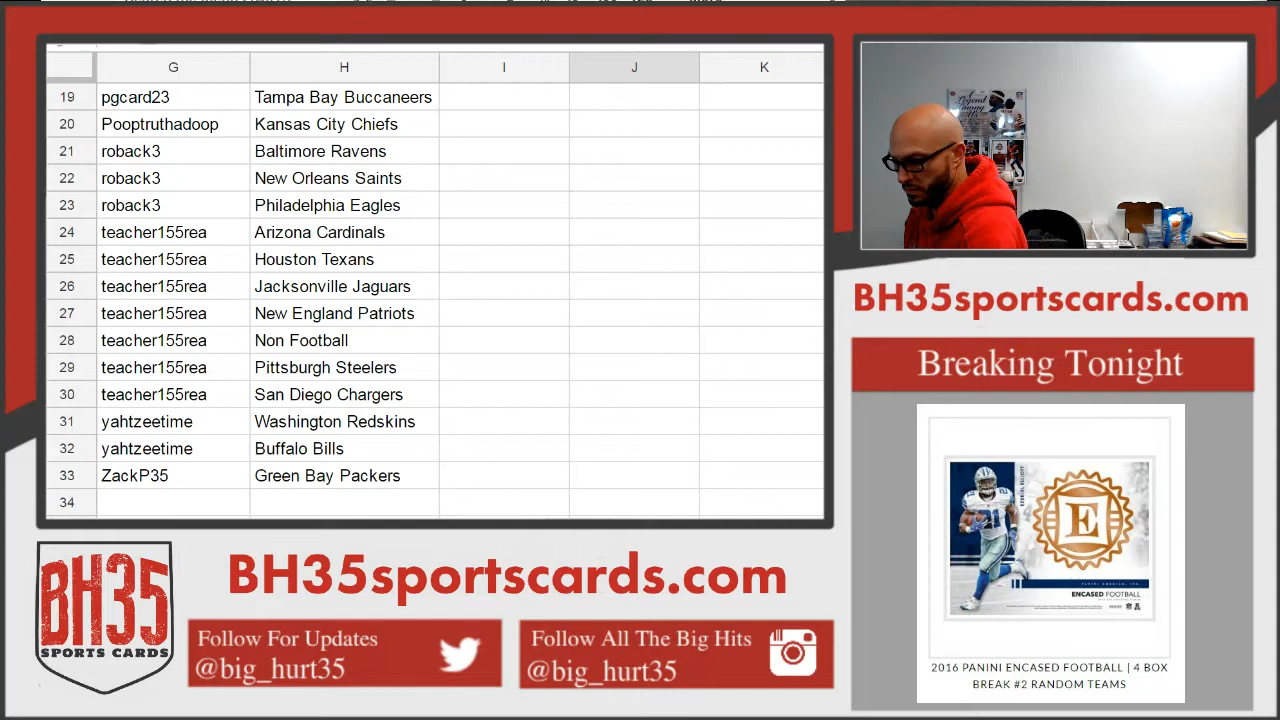 G H I J K
19 pgcard23 Tampa Bay Buccaneers
20 Pooptruthadoop Kansas City Chiefs
21 roback3 Baltimore Ravens
22 roback3 New Orleans Saints
23 roback3 Philadelphia Eagles
24 teacher155rea Arizona Cardinals
25 teacher155rea Houston Texans
26 teacher155rea Jacksonville Jaguars
27 teacher155rea New England Patriots
28 teacher155rea Non Football
29 teacher155rea Pittsburgh Steelers
30 teacher155rea San Diego Chargers
31 yahtzeetime Washington Redskins
32 yahtzeetime Buffalo Bills
33 ZackP35 Green Bay Packers
34
BH35sportscards.com
Breaking Tonight
21
E
ENCASED FOOTBALL
2016 PANINI ENCASED FOOTBALL | 4 BOX
BREAK #2 RANDOM TEAMS
BH35
SPORTS CARDS
BH35sportscards.com
Follow For Updates
@big_hurt35
Follow All The Big Hits
@big_hurt35